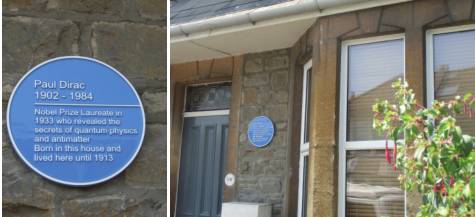 Paul Dirac
1902 - 1984
Nobel Prize Laureate in
1933 who revealed the
secrets of quantum physics
and antimatter
Born in this house and
lived here until 1913